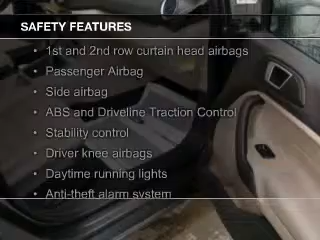 SAFETY FEATURES
• 1st and 2nd row curtain head airbags
• Passenger Airbag
• Side airbag
• ABS and Driveline Traction Control
• Stability control
• Driver knee airbags
• Daytime running lights
• Anti-theft alarm system